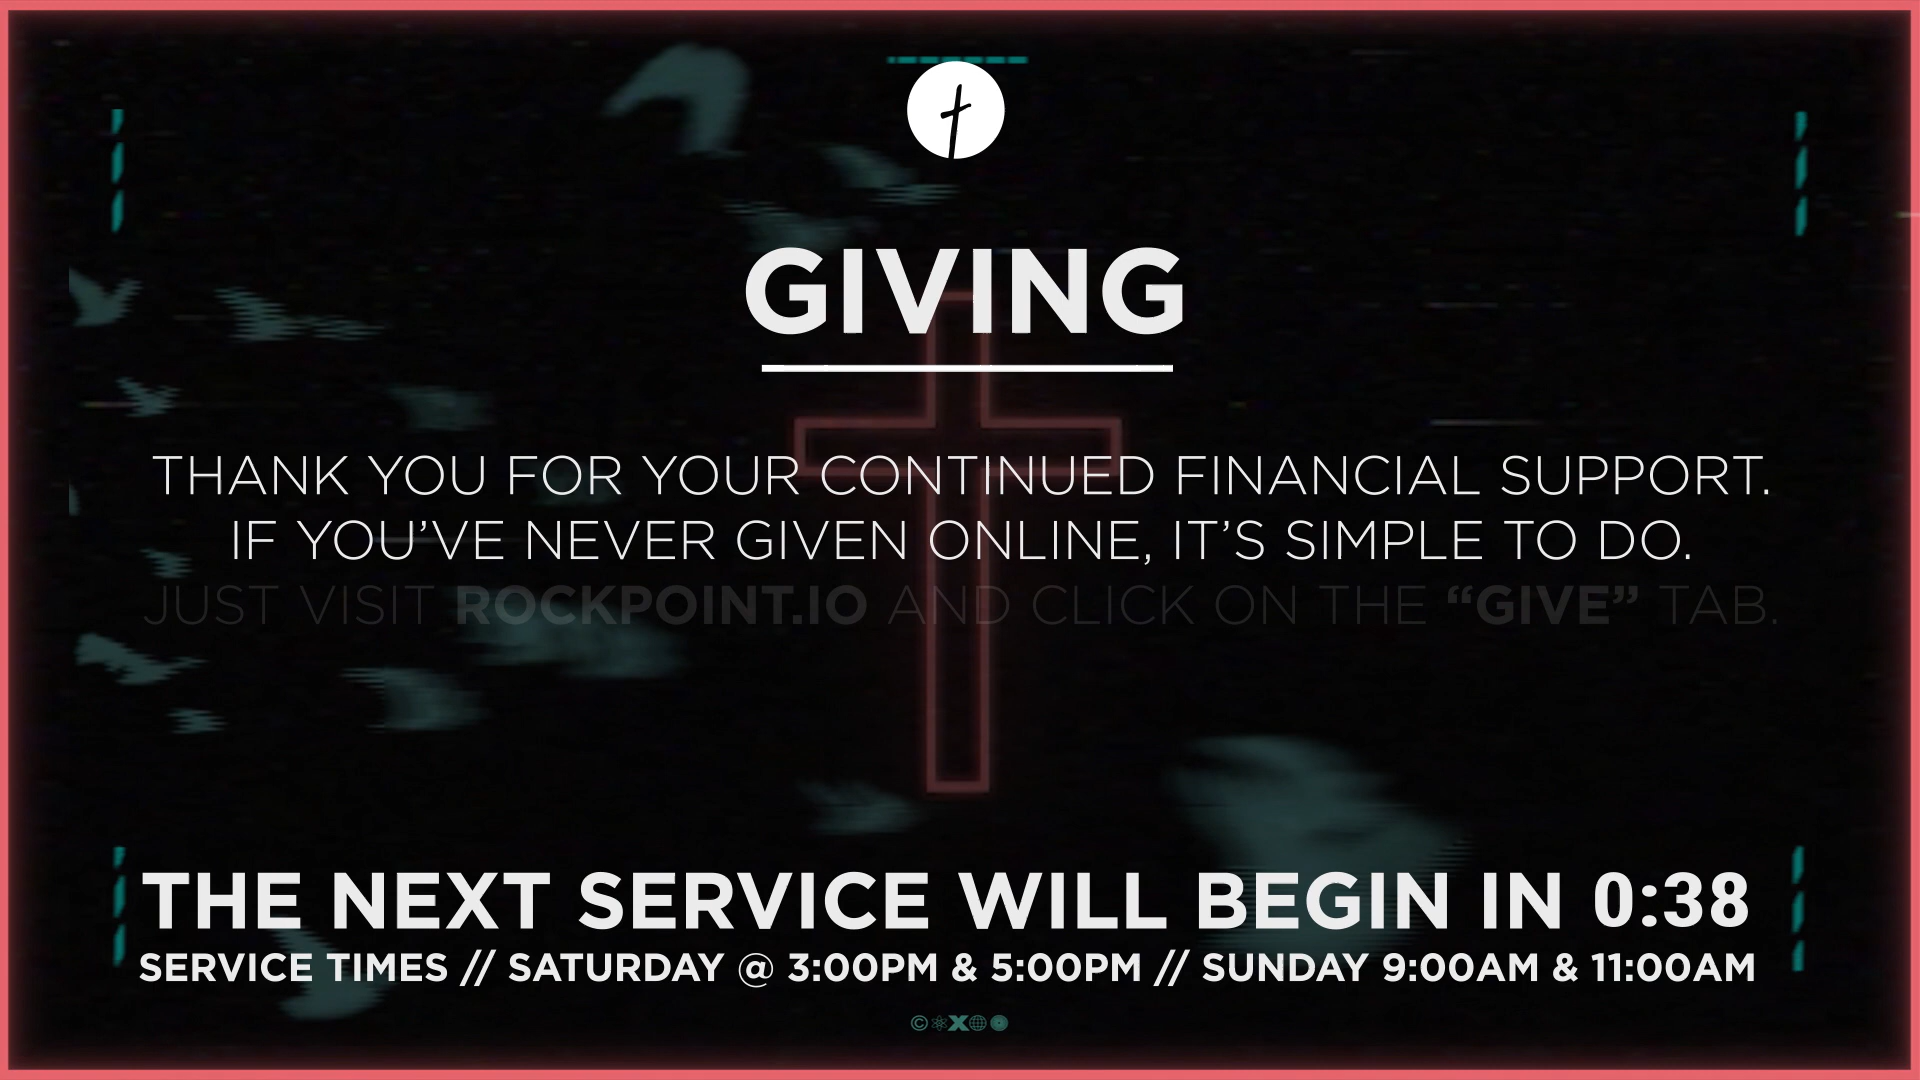 GIVING
THANK YOU FOR YOUR CONTINUED FINANCIAL SUPPORT.
IF YOU’VE NEVER GIVEN ONLINE, IT’S SIMPLE TO DO.
JUST VISIT ROCKPOINT.IO AND CLICK ON THE “GIVE” TAB.
THE NEXT SERVICE WILL BEGIN IN 0:38
SERVICE TIMES // SATURDAY @ 3:00PM & 5:00PM // SUNDAY 9:00AM & 11:00AM